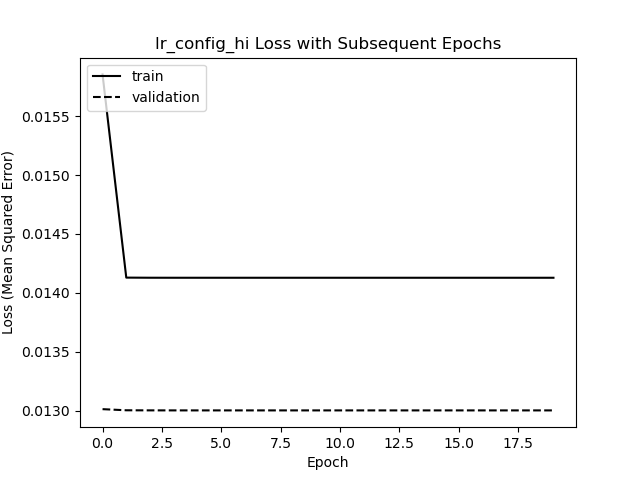 lr_config_hi Loss with Subsequent Epochs
train
validation
Loss (Mean Squared Error)
0.0155
0.0150
0.0145
0.0140
0.0135
0.0130
0.0
2.5
5.0
7.5
10.0
12.5
15.0
17.5
Epoch